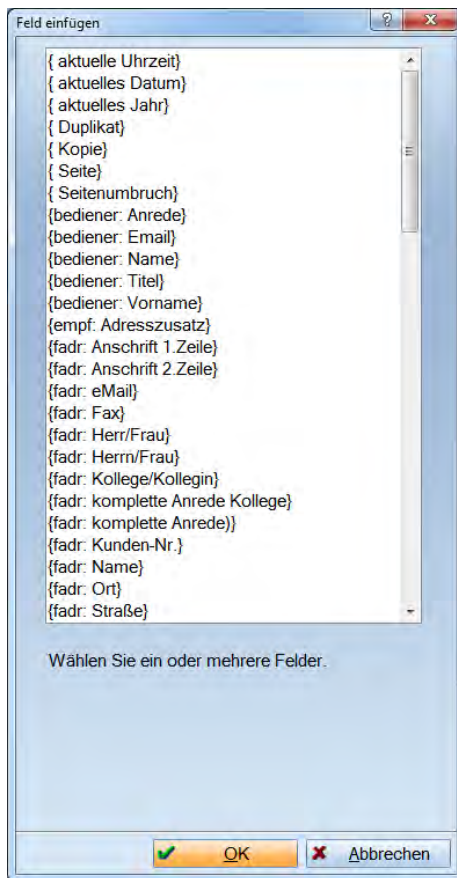 Feld einfügen
{ aktuelle Uhrzeit}
{ aktuelles Datum}
{ aktuelles Jahr}
{ Duplikat}
{ Kopie}
{ Seite}
{ Seitenumbruch}
{bediener: Anrede}
{bediener: Email}
{bediener: Name}
{bediener: Titel}
{bediener: Vorname}
{empf: Adresszusatz}
{fadr: Anschrift 1.Zeile}
{fadr: Anschrift 2.Zeile}
{fadr: eMail}
{fadr: Fax}
{fadr: Herr/Frau}
{fadr: Herrn/Frau}
{fadr: Kollege/Kollegin}
{fadr: komplette Anrede Kollege}
{fadr: komplette Anrede)}
{fadr: Kunden-Nr.}
{fadr: Name}
{fadr: Ort}
{fadr: Straße}
Wählen Sie ein oder mehrere Felder.
OK Abbrechen